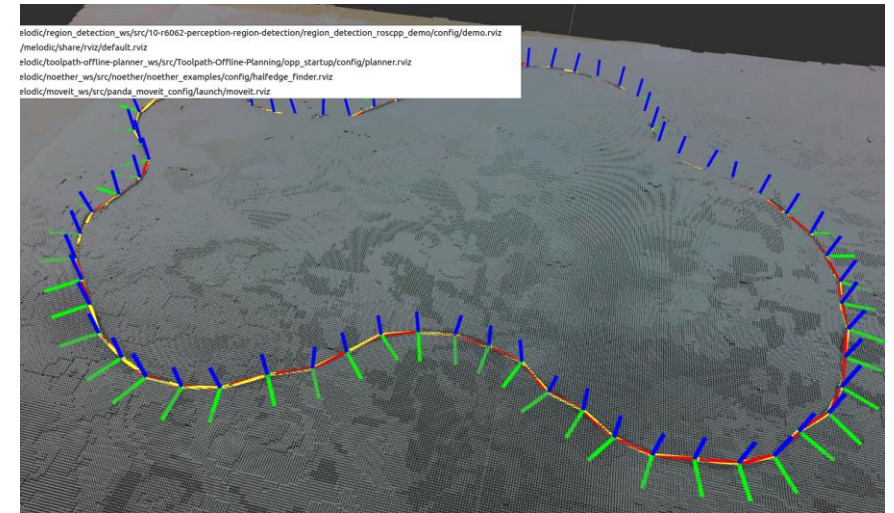 elodic/region_detection_ws/src/10-r6062-perception-region-detection/region_detection_roscpp_demo/config/demo.rviz
/melodic/share/rviz/default.rviz
elodic/toolpath-offline-planner_ws/src/Toolpath-Offline-Planning/opp_startup/config/planner.rviz
elodic/noether_ws/src/noether/noether_examples/config/halfedge_finder.rviz
elodic/moveit_ws/src/panda_moveit_config/launch/moveit.rviz